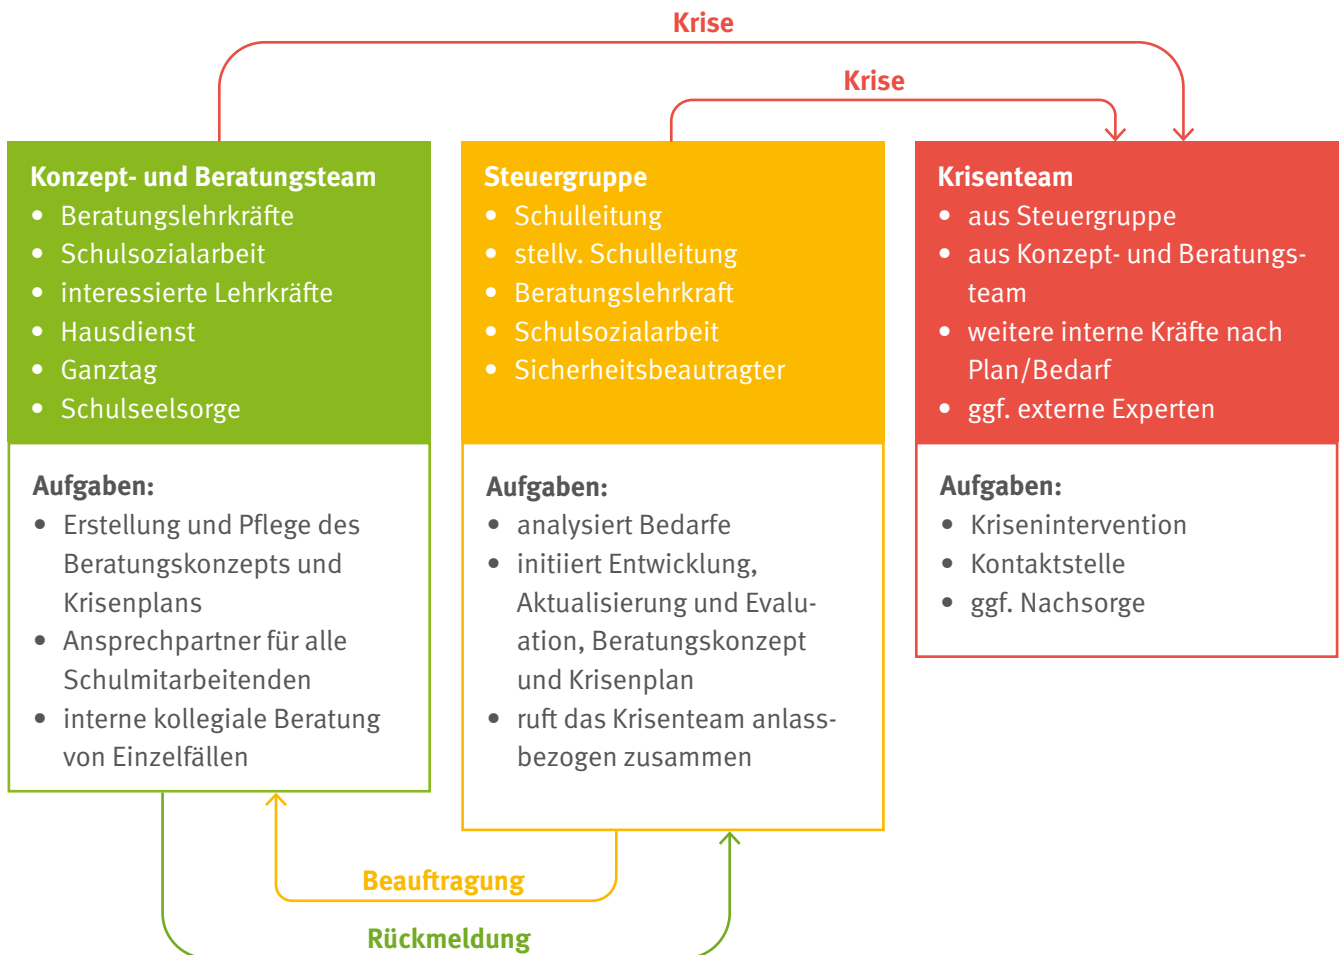 Krise
Krise
Konzept- und Beratungsteam
• Beratungslehrkräfte
• Schulsozialarbeit
• interessierte Lehrkräfte
• Hausdienst
• Ganztag
• Schulseelsorge
Aufgaben:
• Erstellung und Pflege des
Beratungskonzepts und
Krisenplans
• Ansprechpartner für alle
Schulmitarbeitenden
• interne kollegiale Beratung
von Einzelfällen
Steuergruppe
• Schulleitung
• stellv. Schulleitung
• Beratungslehrkraft
• Schulsozialarbeit
• Sicherheitsbeautragter
Aufgaben:
• analysiert Bedarfe
• initiiert Entwicklung,
Aktualisierung und Evalu-
ation, Beratungskonzept
und Krisenplan
• ruft das Krisenteam anlass-
bezogen zusammen
Krisenteam
• aus Steuergruppe
• aus Konzept- und Beratungs-
team
• weitere interne Kräfte nach
Plan/Bedarf
• ggf. externe Experten
Aufgaben:
• Krisenintervention
• Kontaktstelle
• ggf. Nachsorge
Beauftragung
Rückmeldung